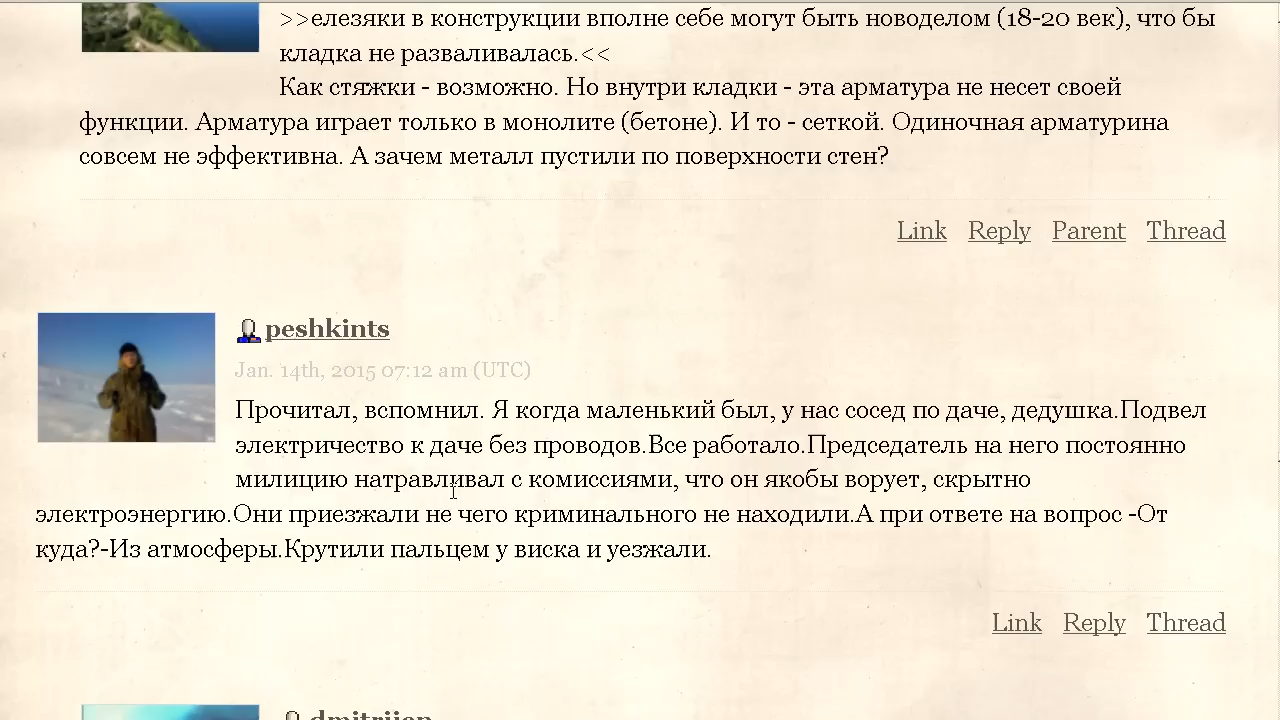 >>елезяки в конструкции вполне себе могут быть новоделом (18-20 век), что бы
кладка не разваливалась.<<
Как стяжки - возможно. Но внутри кладки - эта арматура не несет своей
функции. Арматура играет только в монолите (бетоне). И то - сеткой. Одиночная арматурина
совсем не эффективна. А зачем металл пустили по поверхности стен?
Link Reply Parent Thread
peshkints
Jan. 14th, 2015 07:12 am (UTC)
Прочитал, вспомнил. Я когда маленький был, у нас сосед по даче, дедушка.Подвел
электричество к даче без проводов.Все работало.Председатель на него постоянно
милицию натравливал с комиссиями, что он якобы ворует, скрытно
электроэнергию.Они приезжали не чего криминального не находили.А при ответе на вопрос -От
куда?-Из атмосферы.Крутили пальцем у виска и уезжали.
Link Reply Thread